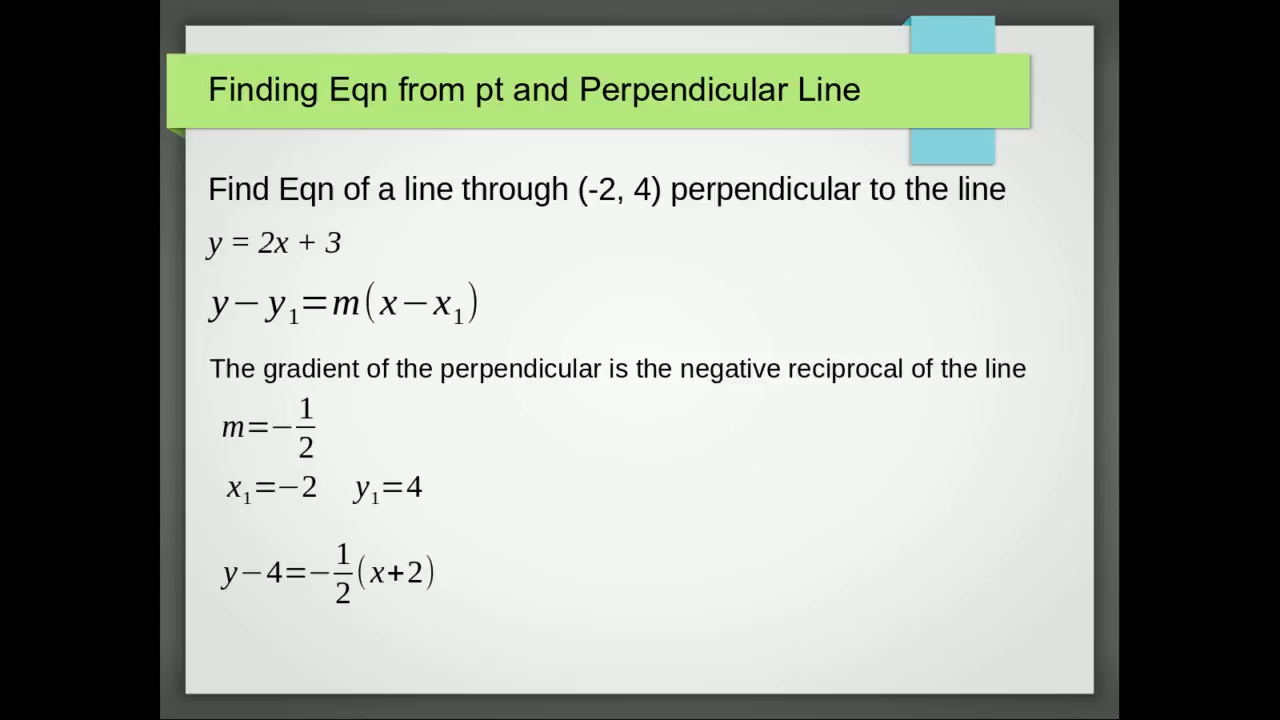 Finding Eqn from pt and Perpendicular Line
Find Eqn of a line through (-2, 4) perpendicular to the line
y = 2x + 3
y−y₁=m(x−x₁)
The gradient of the perpendicular is the negative reciprocal of the line
m=−1/2
x₁=−2 y₁=4
y−4=−1/2(x+2)